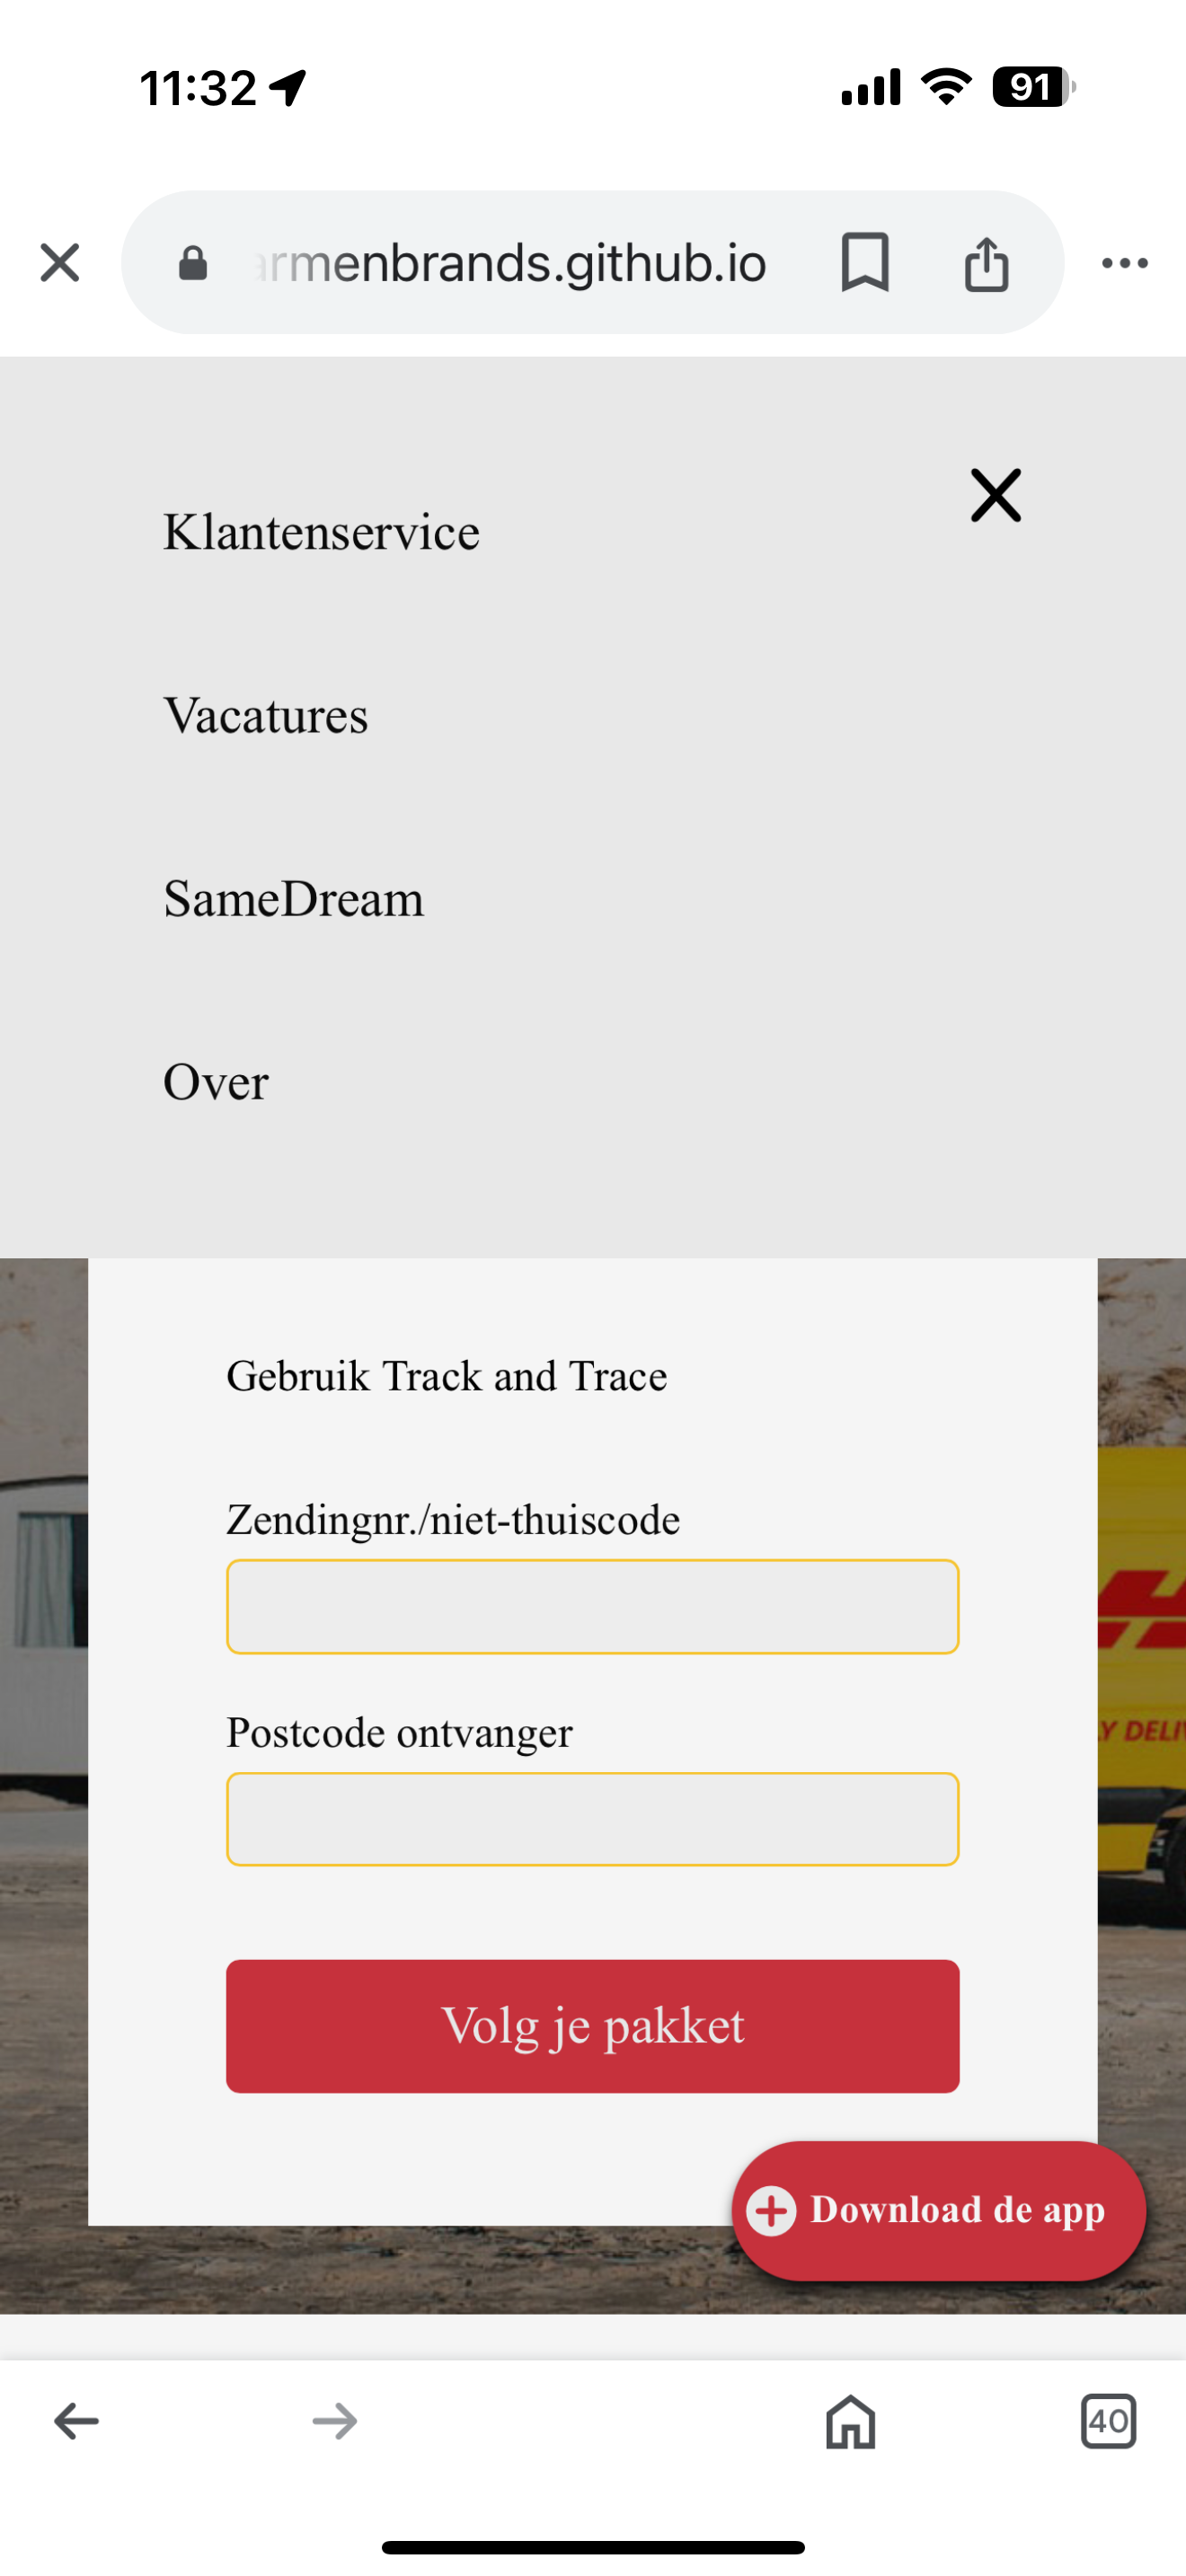 11:32
91
armenbrands.github.io
Klantenservice
Vacatures
SameDream
Over
Gebruik Track and Trace
Zendingnr./niet-thuiscode
Postcode ontvanger
Y DELIV
Volg je pakket
Download de app
40